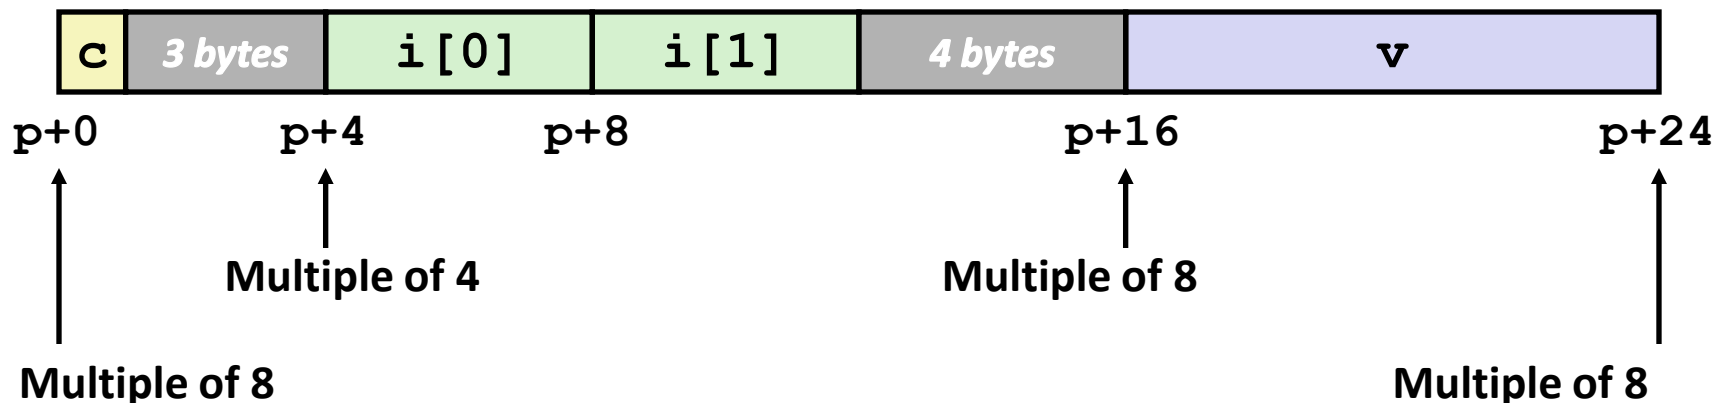 c 3 bytes i[0] i[1] 4 bytes v
p+0 p+4 p+8 p+16 p+24
Multiple of 4 Multiple of 8
Multiple of 8 Multiple of 8